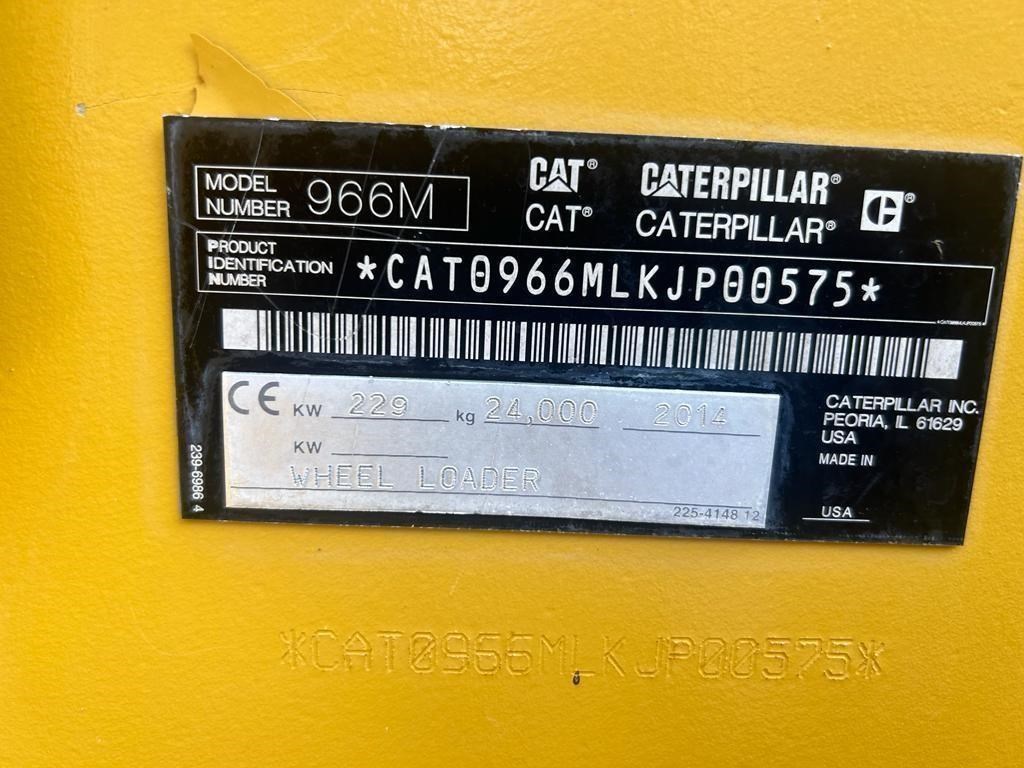 MODEL NUMBER 966M
CAT® CATERPILLAR®
CAT® CATERPILLAR® C®
PRODUCT IDENTIFICATION NUMBER *CAT0966MLKJP00575*
*CAT0966MLKJP00575*
CE KW 229 kg 24,000 2014
KW
WHEEL LOADER
225-4148 12
239-6986 4
CATERPILLAR INC.
PEORIA, IL 61629
USA
MADE IN
USA
*CAT0966MLKJP00575*